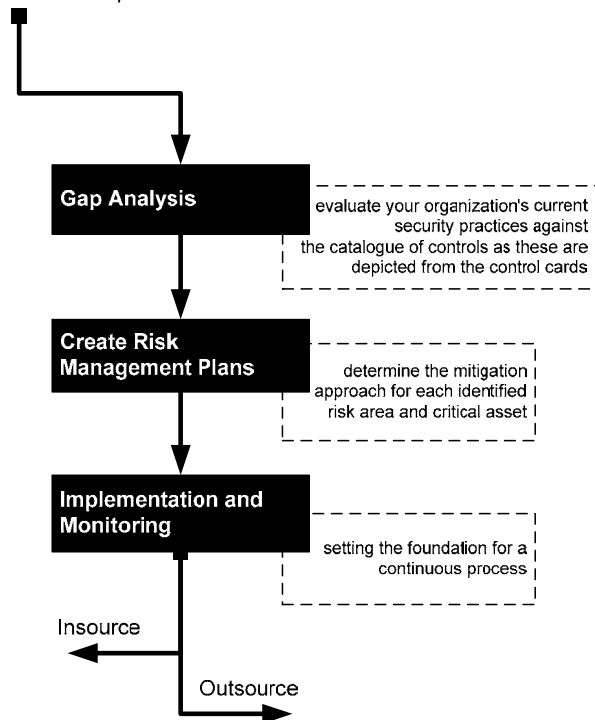 Gap Analysis
evaluate your organization's current
security practices against
the catalogue of controls as these are
depicted from the control cards
Create Risk
Management Plans
determine the mitigation
approach for each identified
risk area and critical asset
Implementation and
Monitoring
setting the foundation for a
continuous process
Insource
Outsource